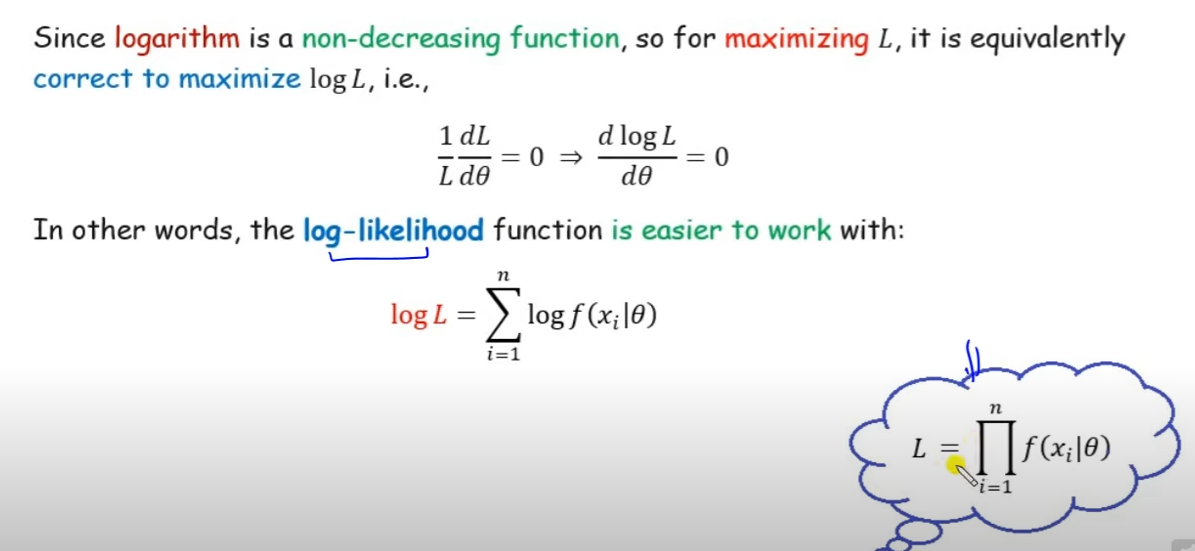 Since logarithm is a non-decreasing function, so for maximizing L, it is equivalently
correct to maximize log L, i.e.,
1/L dL/dθ = 0 ⇒ d log L/dθ = 0
In other words, the log-likelihood function is easier to work with:
log L = ∑_{i=1}^{n} log f(x_i|θ)
L = ∏_{i=1}^{n} f(x_i|θ)